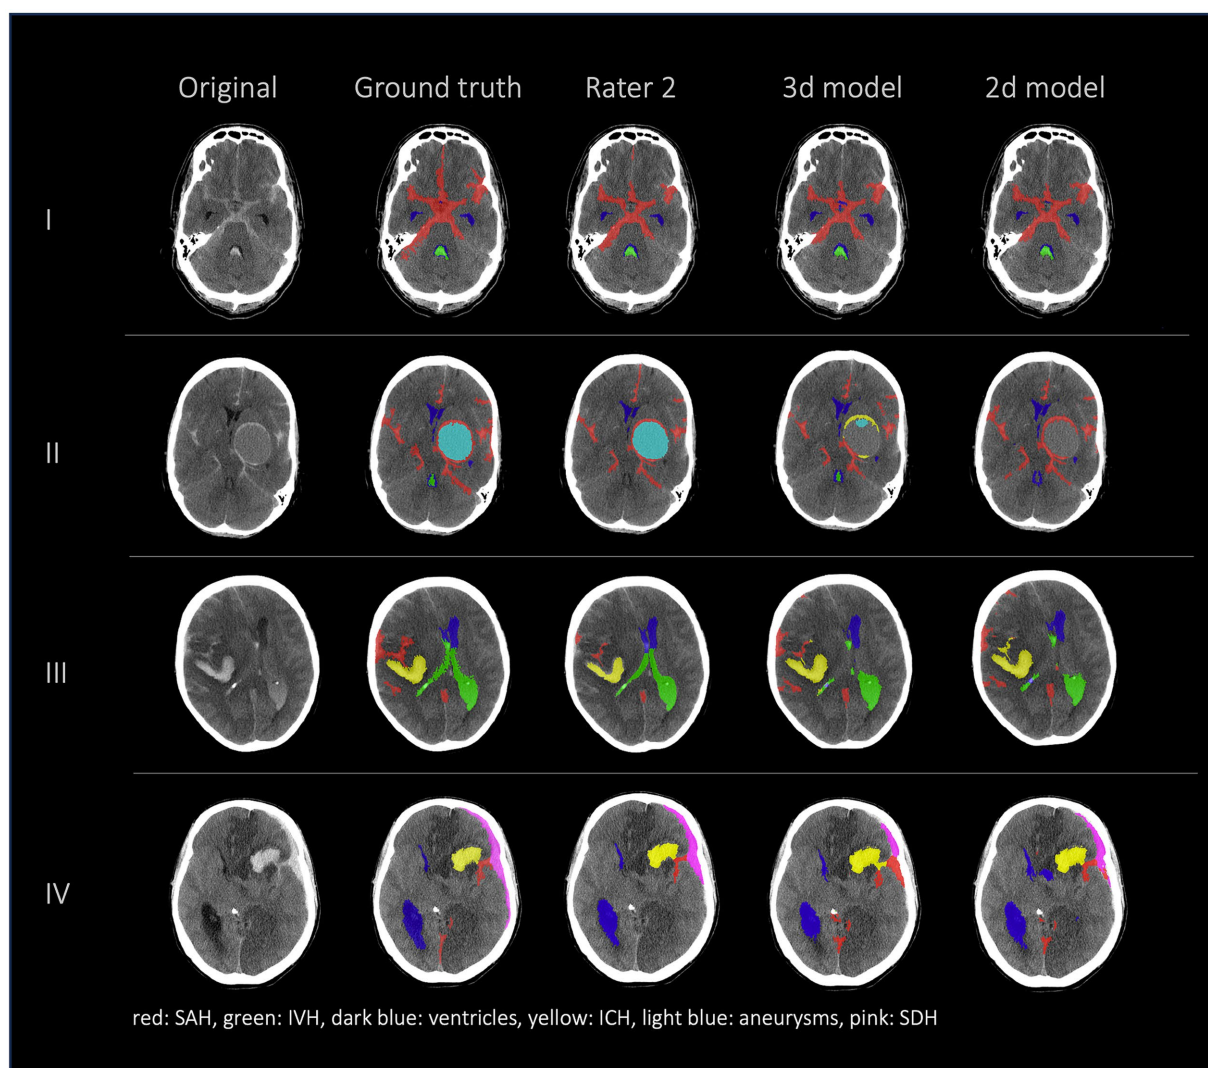 Original Ground truth Rater 2 3d model 2d model
I
II
III
IV
red: SAH, green: IVH, dark blue: ventricles, yellow: ICH, light blue: aneurysms, pink: SDH